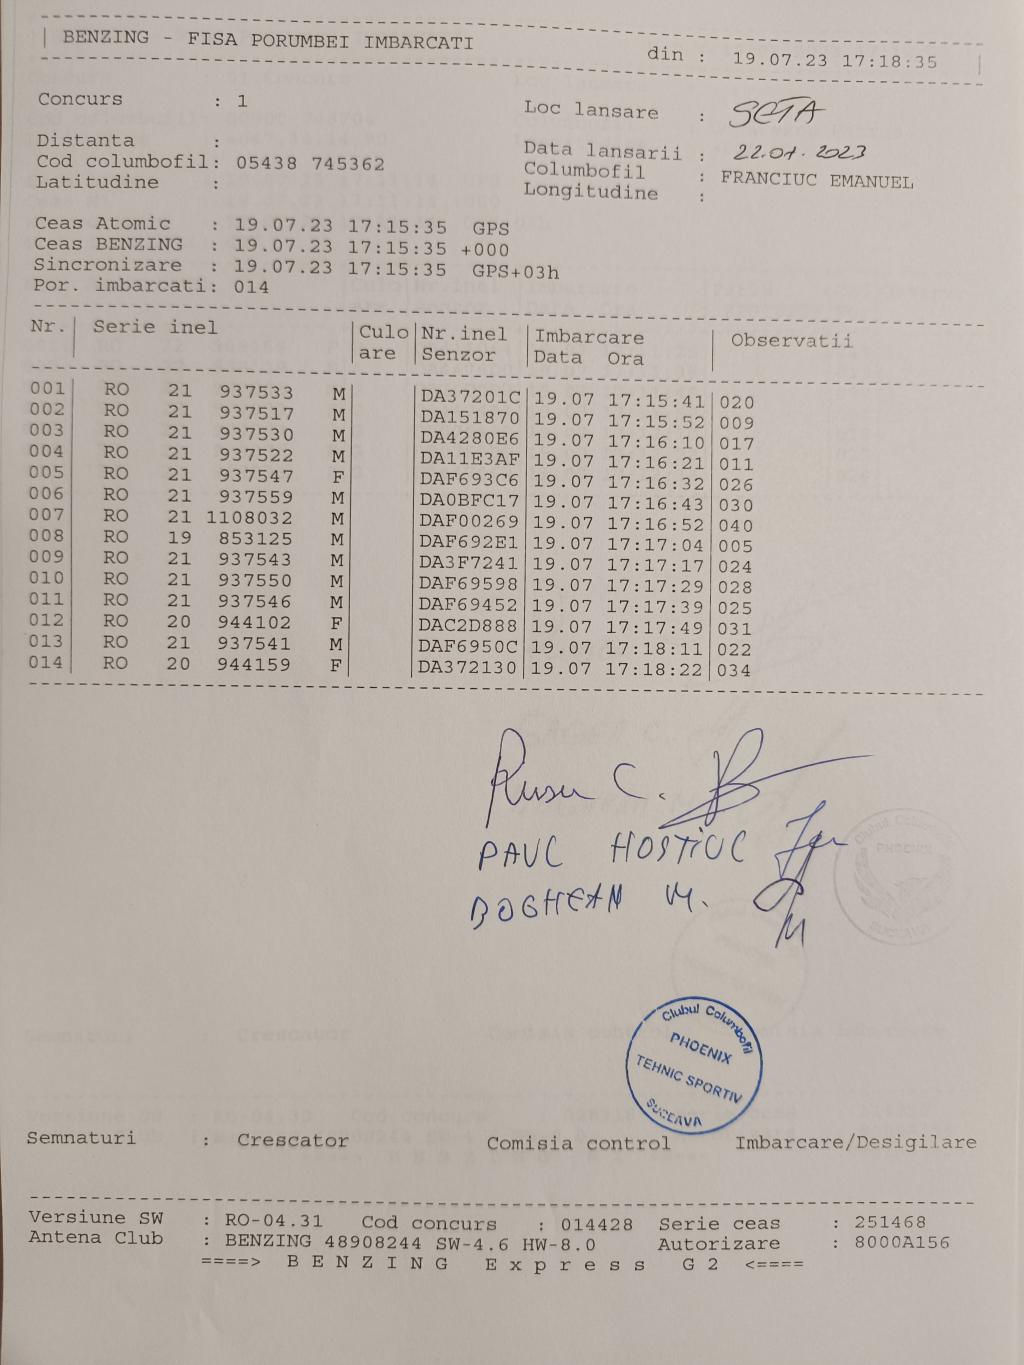 BENZING - FISA PORUMBEI IMBARCATI din : 19.07.23 17:18:35
Concurs : 1 Loc lansare : SETA
Distanta : Data lansarii : 22.07.2023
Cod columbofil: 05438 745362 Columbofil : FRANCIUC EMANUEL
Latitudine : Longitudine :
Ceas Atomic : 19.07.23 17:15:35 GPS
Ceas BENZING : 19.07.23 17:15:35 +000
Sincronizare : 19.07.23 17:15:35 GPS+03h
Por. imbarcati: 014
Nr. Serie inel Culo Nr.inel Imbarcare Observatii
are Senzor Data Ora
001 RO 21 937533 M DA37201C 19.07 17:15:41 020
002 RO 21 937517 M DA151870 19.07 17:15:52 009
003 RO 21 937530 M DA4280E6 19.07 17:16:10 017
004 RO 21 937522 M DA11E3AF 19.07 17:16:21 011
005 RO 21 937547 F DAF693C6 19.07 17:16:32 026
006 RO 21 937559 M DA0BFC17 19.07 17:16:43 030
007 RO 21 1108032 M DAF00269 19.07 17:16:52 040
008 RO 19 853125 M DAF692E1 19.07 17:17:04 005
009 RO 21 937543 M DA3F7241 19.07 17:17:17 024
010 RO 21 937550 M DAF69598 19.07 17:17:29 028
011 RO 21 937546 M DAF69452 19.07 17:17:39 025
012 RO 20 944102 F DAC2D888 19.07 17:17:49 031
013 RO 21 937541 M DAF6950C 19.07 17:18:11 022
014 RO 20 944159 F DA372130 19.07 17:18:22 034
Rusu C.
PAUL HOSTIUC
BOGHEAN M.
Clubul Columbofil
PHOENIX
SUCEAVA
Clubul Columbofil
PHOENIX
TEHNIC SPORTIV
SUCEAVA
Semnaturi : Crescator Comisia control Imbarcare/Desigilare
Versiune SW : RO-04.31 Cod concurs : 014428 Serie ceas : 251468
Antena Club : BENZING 48908244 SW-4.6 HW-8.0 Autorizare : 8000A156
====> B E N Z I N G E x p r e s s G 2 <====